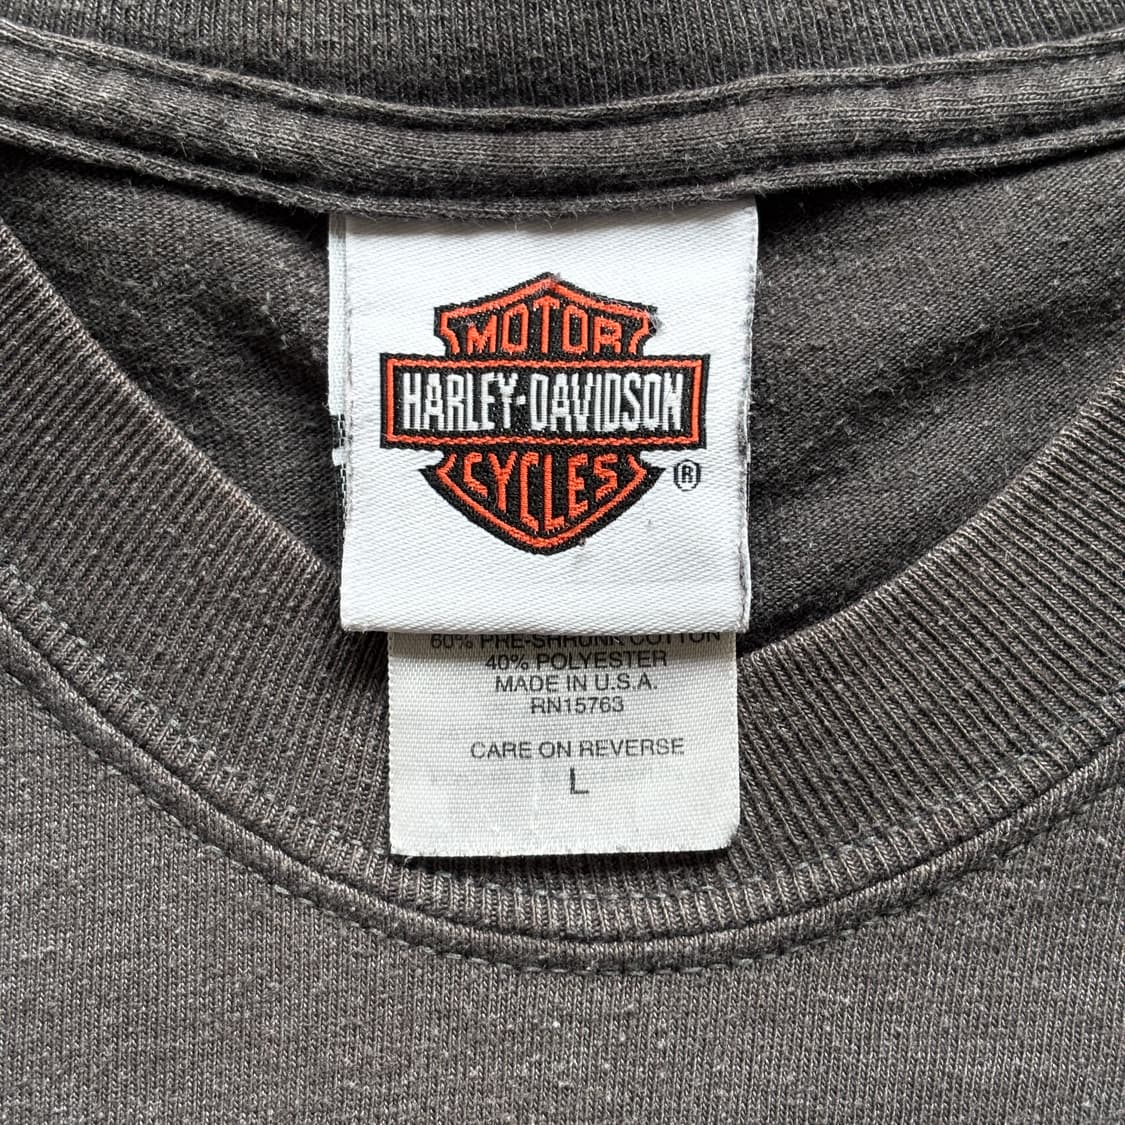 MOTOR
HARLEY-DAVIDSON
CYCLES
®
60% PRE-SHRUNK COTTON
40% POLYESTER
MADE IN U.S.A.
RN15763
CARE ON REVERSE
L